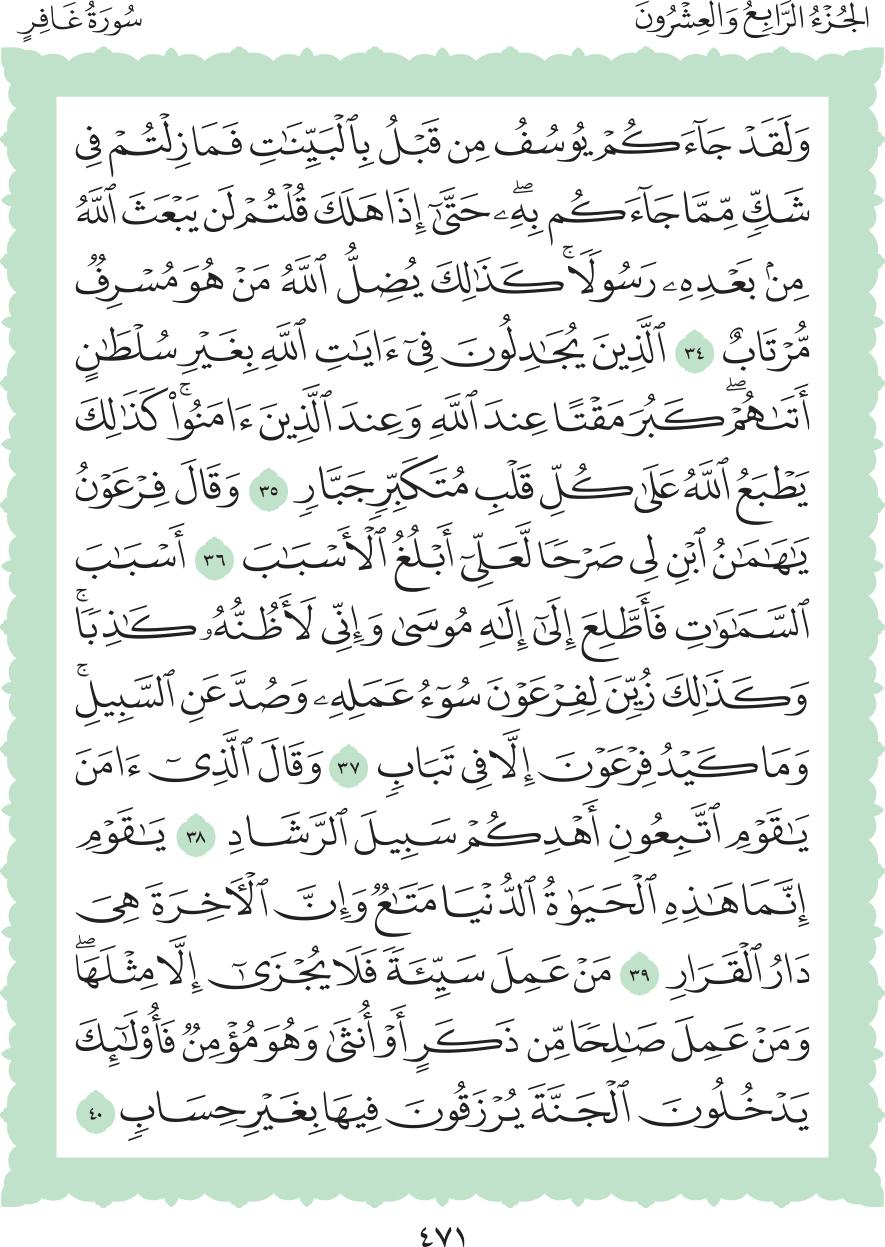 الجُزْءُ الرَّابِعُ وَالْعِشْرُونَ
سُورَةُ غَافِرٍ
وَلَقَدْ جَآءَكُمْ يُوسُفُ مِن قَبْلُ بِٱلْبَيِّنَٰتِ فَمَا زِلْتُمْ فِى
شَكٍّ مِّمَّا جَآءَكُم بِهِۦۖ حَتَّىٰٓ إِذَا هَلَكَ قُلْتُمْ لَن يَبْعَثَ ٱللَّهُ
مِنۢ بَعْدِهِۦ رَسُولًاۚ كَذَٰلِكَ يُضِلُّ ٱللَّهُ مَنْ هُوَ مُسْرِفٌ
مُّرْتَابٌ ٣٤ ٱلَّذِينَ يُجَٰدِلُونَ فِىٓ ءَايَٰتِ ٱللَّهِ بِغَيْرِ سُلْطَٰنٍ
أَتَىٰهُمْۖ كَبُرَ مَقْتًا عِندَ ٱللَّهِ وَعِندَ ٱلَّذِينَ ءَامَنُوا۟ۚ كَذَٰلِكَ
يَطْبَعُ ٱللَّهُ عَلَىٰ كُلِّ قَلْبِ مُتَكَبِّرٍ جَبَّارٍ ٣٥ وَقَالَ فِرْعَوْنُ
يَٰهَٰمَٰنُ ٱبْنِ لِى صَرْحًا لَّعَلِّىٓ أَبْلُغُ ٱلْأَسْبَٰبَ ٣٦ أَسْبَٰبَ
ٱلسَّمَٰوَٰتِ فَأَطَّلِعَ إِلَىٰٓ إِلَٰهِ مُوسَىٰ وَإِنِّى لَأَظُنُّهُۥ كَٰذِبًاۚ
وَكَذَٰلِكَ زُيِّنَ لِفِرْعَوْنَ سُوٓءُ عَمَلِهِۦ وَصُدَّ عَنِ ٱلسَّبِيلِۚ
وَمَا كَيْدُ فِرْعَوْنَ إِلَّا فِى تَبَابٍ ٣٧ وَقَالَ ٱلَّذِىٓ ءَامَنَ
يَٰقَوْمِ ٱتَّبِعُونِ أَهْدِكُمْ سَبِيلَ ٱلرَّشَادِ ٣٨ يَٰقَوْمِ
إِنَّمَا هَٰذِهِ ٱلْحَيَوٰةُ ٱلدُّنْيَا مَتَٰعٌ وَإِنَّ ٱلْءَاخِرَةَ هِىَ
دَارُ ٱلْقَرَارِ ٣٩ مَنْ عَمِلَ سَيِّئَةً فَلَا يُجْزَىٰٓ إِلَّا مِثْلَهَاۖ
وَمَنْ عَمِلَ صَٰلِحًا مِّن ذَكَرٍ أَوْ أُنثَىٰ وَهُوَ مُؤْمِنٌ فَأُو۟لَٰٓئِكَ
يَدْخُلُونَ ٱلْجَنَّةَ يُرْزَقُونَ فِيهَا بِغَيْرِ حِسَابٍ ٤٠
٤٧١